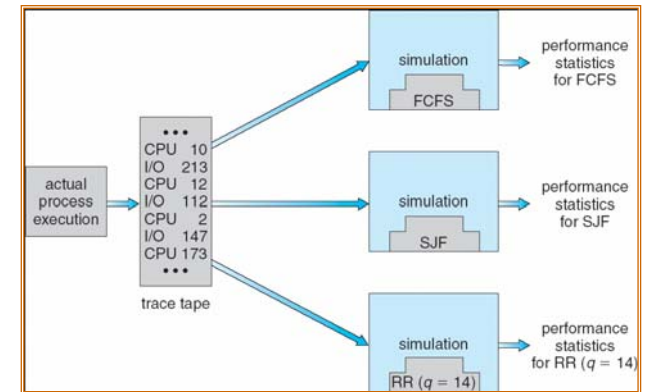 actual
process
execution
• • •
CPU 10
I/O 213
CPU 12
I/O 112
CPU 2
I/O 147
CPU 173
• • •
trace tape
simulation
FCFS
performance
statistics
for FCFS
simulation
SJF
performance
statistics
for SJF
simulation
RR (q = 14)
performance
statistics
for RR (q = 14)